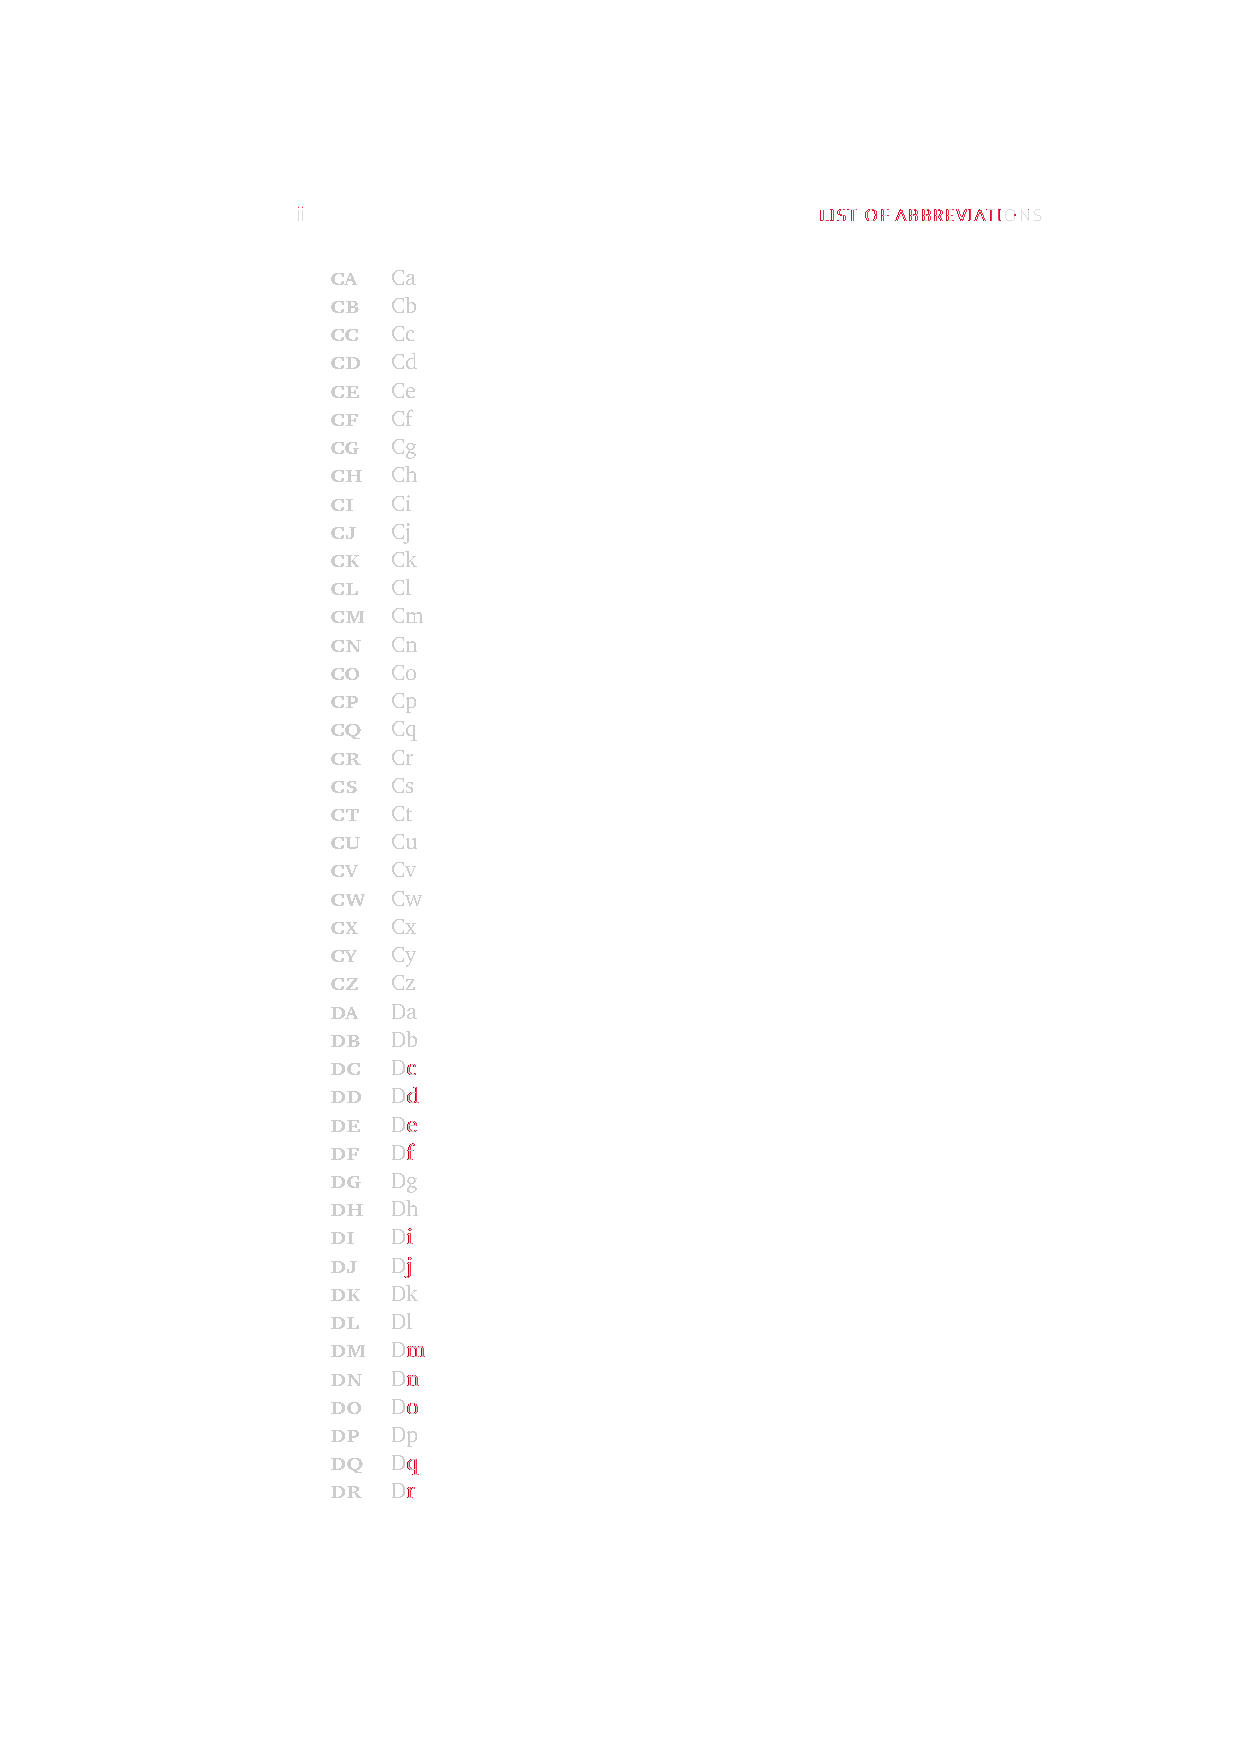 ii LIST OF ABBREVIATIONS
CA Ca
CB Cb
CC Cc
CD Cd
CE Ce
CF Cf
CG Cg
CH Ch
CI Ci
CJ Cj
CK Ck
CL Cl
CM Cm
CN Cn
CO Co
CP Cp
CQ Cq
CR Cr
CS Cs
CT Ct
CU Cu
CV Cv
CW Cw
CX Cx
CY Cy
CZ Cz
DA Da
DB Db
DC Dc
DD Dd
DE De
DF Df
DG Dg
DH Dh
DI Di
DJ Dj
DK Dk
DL Dl
DM Dm
DN Dn
DO Do
DP Dp
DQ Dq
DR Dr